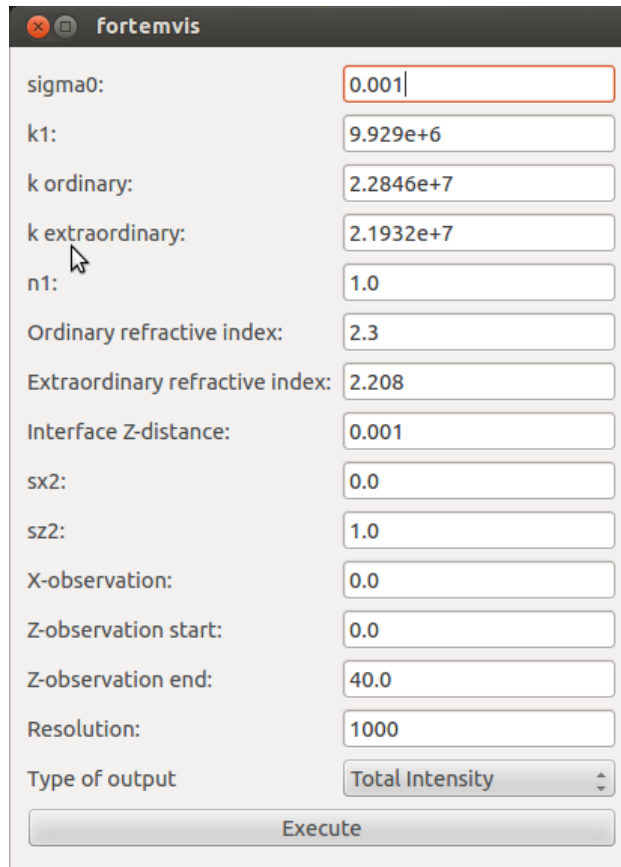 fortemvis
sigma0: 0.001
k1: 9.929e+6
k ordinary: 2.2846e+7
k extraordinary: 2.1932e+7
n1: 1.0
Ordinary refractive index: 2.3
Extraordinary refractive index: 2.208
Interface Z-distance: 0.001
sx2: 0.0
sz2: 1.0
X-observation: 0.0
Z-observation start: 0.0
Z-observation end: 40.0
Resolution: 1000
Type of output Total Intensity
Execute